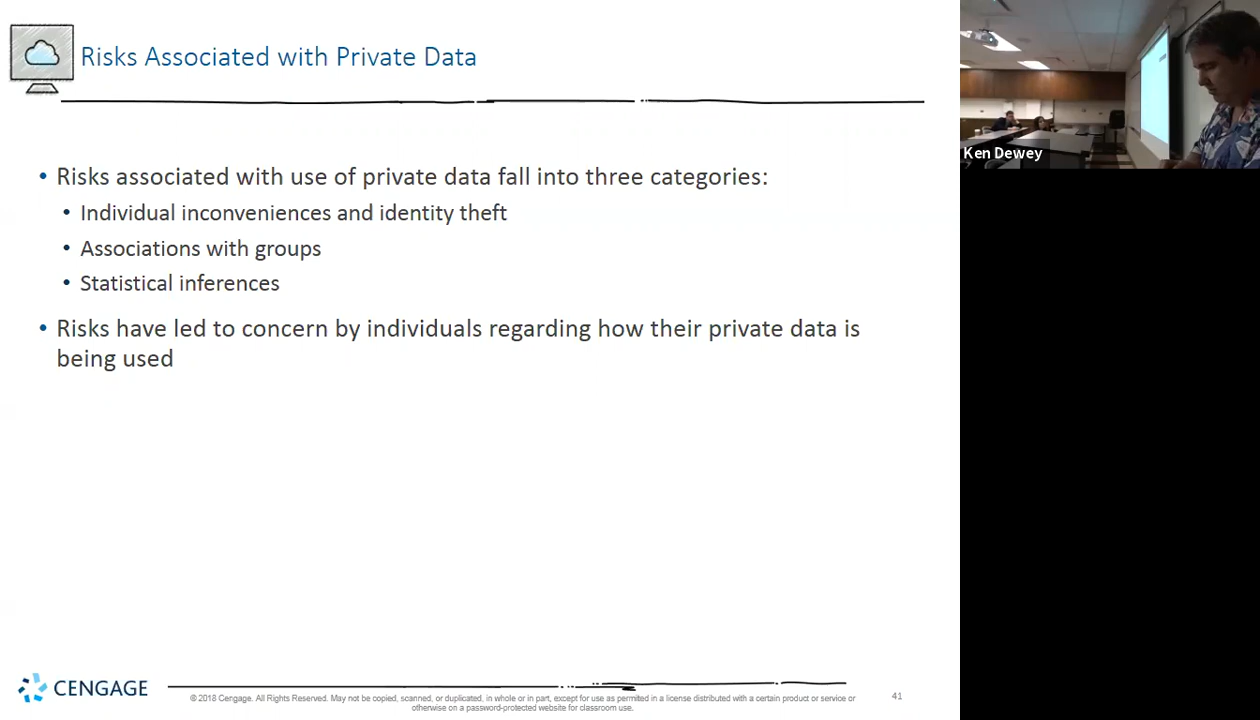 Risks Associated with Private Data
• Risks associated with use of private data fall into three categories:
• Individual inconveniences and identity theft
• Associations with groups
• Statistical inferences
• Risks have led to concern by individuals regarding how their private data is
being used
CENGAGE
© 2018 Cengage. All Rights Reserved. May not be copied, scanned, or duplicated, in whole or in part, except for use as permitted in a license distributed with a certain product or service or
otherwise on a password-protected website for classroom use.
41
Ken Dewey